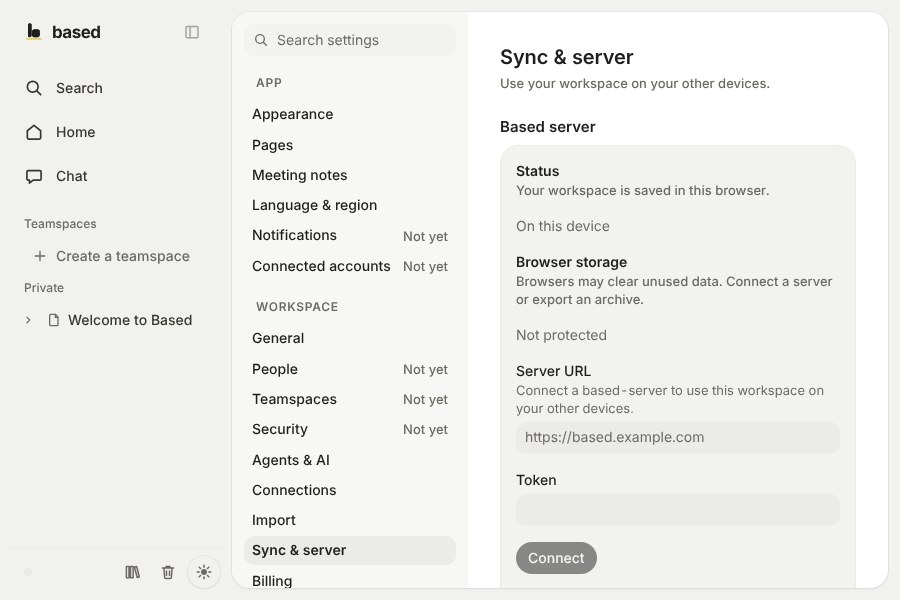 based
Search
Home
Chat
Teamspaces
Create a teamspace
Private
Welcome to Based
Search settings
APP
Appearance
Pages
Meeting notes
Language & region
Notifications Not yet
Connected accounts Not yet
WORKSPACE
General
People Not yet
Teamspaces Not yet
Security Not yet
Agents & AI
Connections
Import
Sync & server
Billing
Sync & server
Use your workspace on your other devices.
Based server
Status
Your workspace is saved in this browser.
On this device
Browser storage
Browsers may clear unused data. Connect a server
or export an archive.
Not protected
Server URL
Connect a based-server to use this workspace on
your other devices.
https://based.example.com
Token
Connect